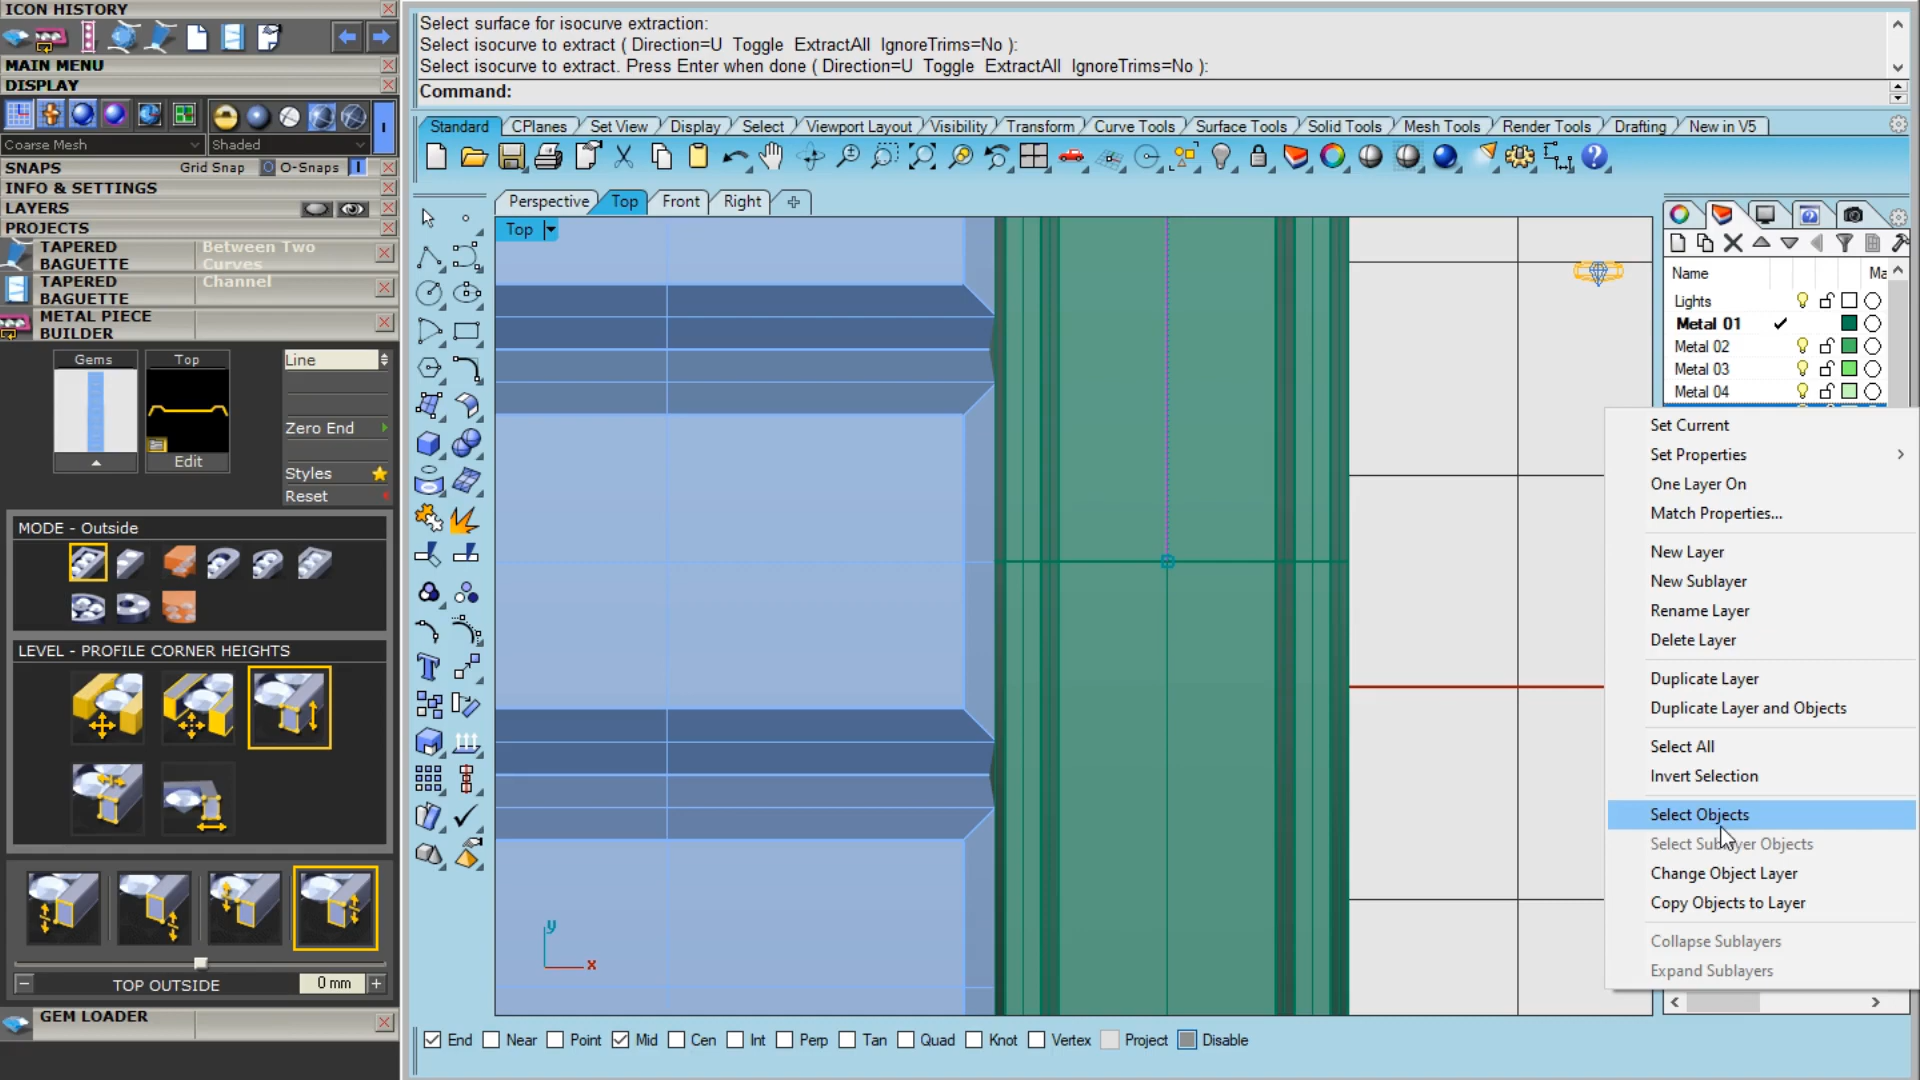 ICON HISTORY
MAIN MENU
DISPLAY
Coarse Mesh
Shaded
SNAPS Grid Snap O-Snaps
INFO & SETTINGS
LAYERS
PROJECTS
TAPERED BAGUETTE Between Two Curves
TAPERED BAGUETTE Channel
METAL PIECE BUILDER
Gems
Top
Line
Zero End
Edit
Styles
Reset
MODE - Outside
LEVEL - PROFILE CORNER HEIGHTS
TOP OUTSIDE 0 mm
GEM LOADER
Select surface for isocurve extraction:
Select isocurve to extract ( Direction=U Toggle ExtractAll IgnoreTrims=No ):
Select isocurve to extract. Press Enter when done ( Direction=U Toggle ExtractAll IgnoreTrims=No ):
Command:
Standard CPlanes Set View Display Select Viewport Layout Visibility Transform Curve Tools Surface Tools Solid Tools Mesh Tools Render Tools Drafting New in V5
Perspective Top Front Right
Top
y
x
Name Ma
Lights
Metal 01
Metal 02
Metal 03
Metal 04
Set Current
Set Properties
One Layer On
Match Properties...
New Layer
New Sublayer
Rename Layer
Delete Layer
Duplicate Layer
Duplicate Layer and Objects
Select All
Invert Selection
Select Objects
Select Sublayer Objects
Change Object Layer
Copy Objects to Layer
Collapse Sublayers
Expand Sublayers
End Near Point Mid Cen Int Perp Tan Quad Knot Vertex Project Disable